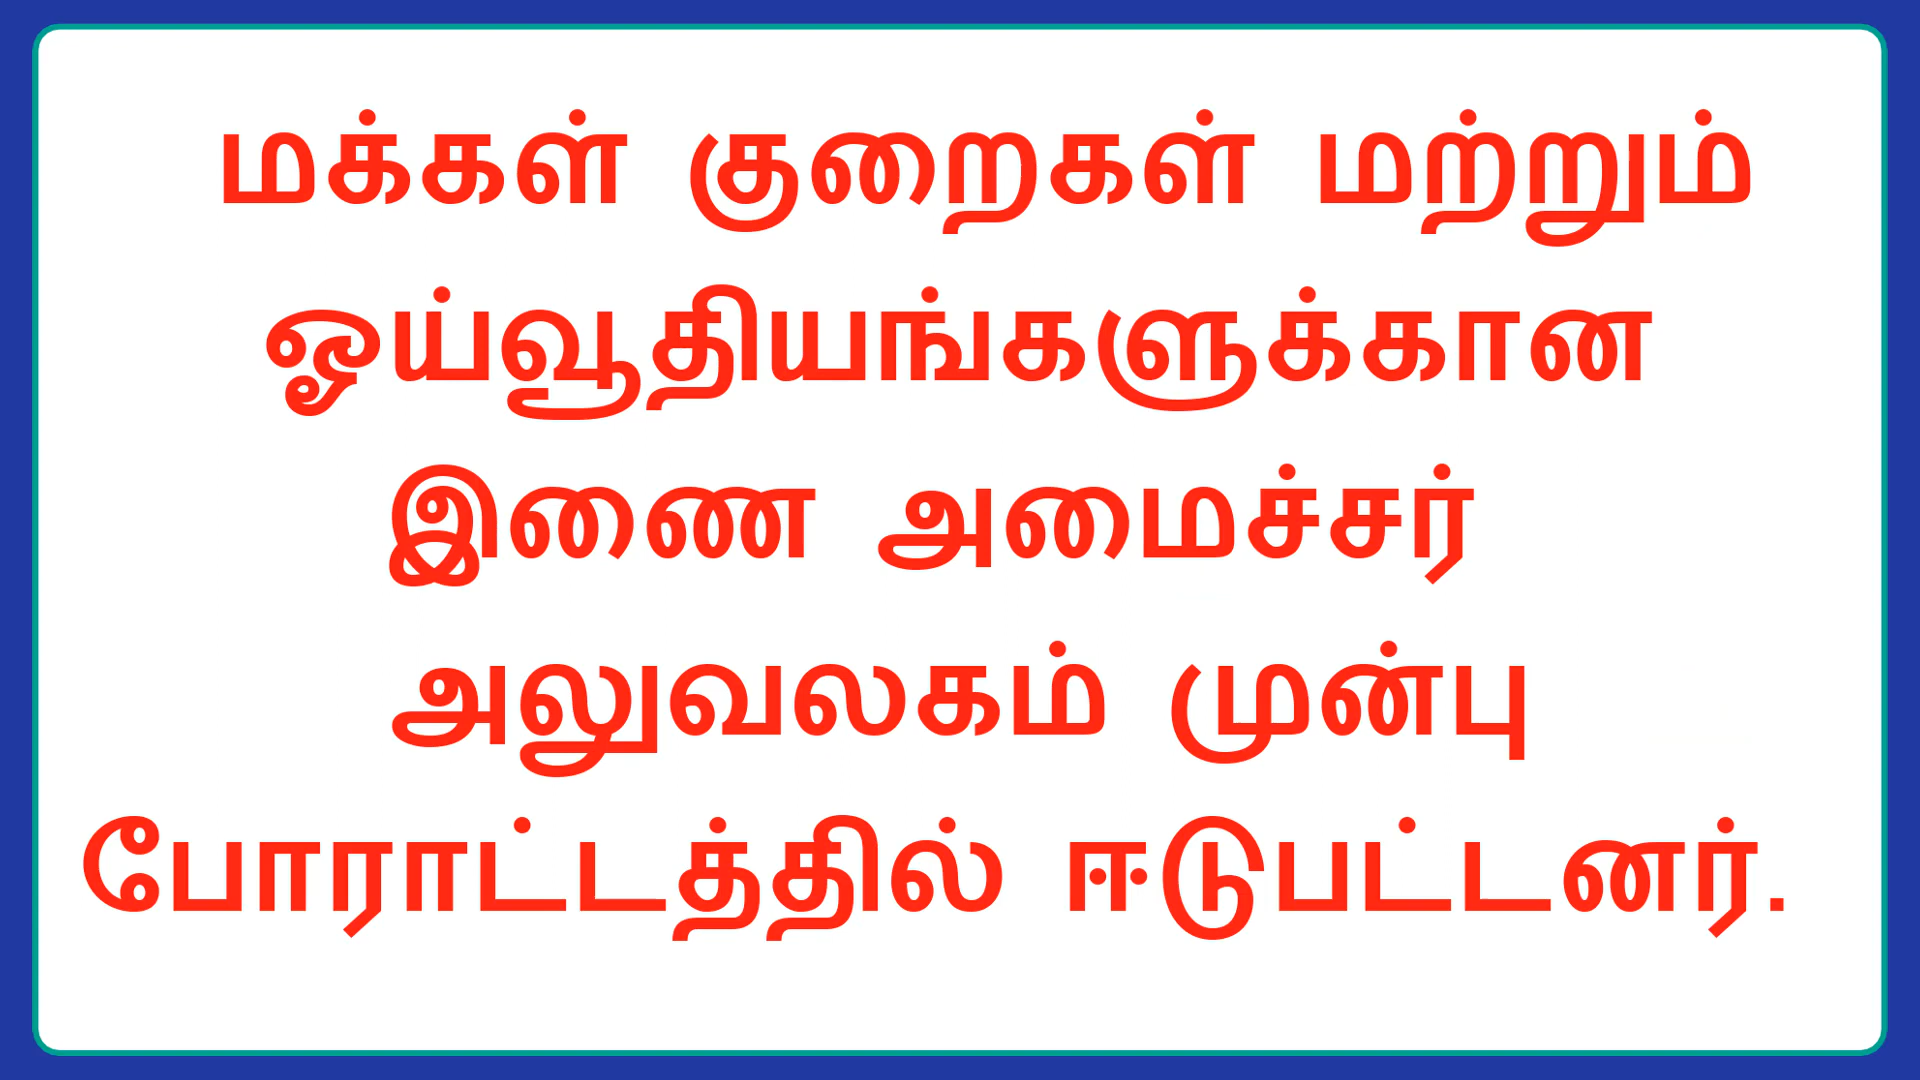 மக்கள் குறைகள் மற்றும்
ஓய்வூதியங்களுக்கான
இணை அமைச்சர்
அலுவலகம் முன்பு
போராட்டத்தில் ஈடுபட்டனர்.